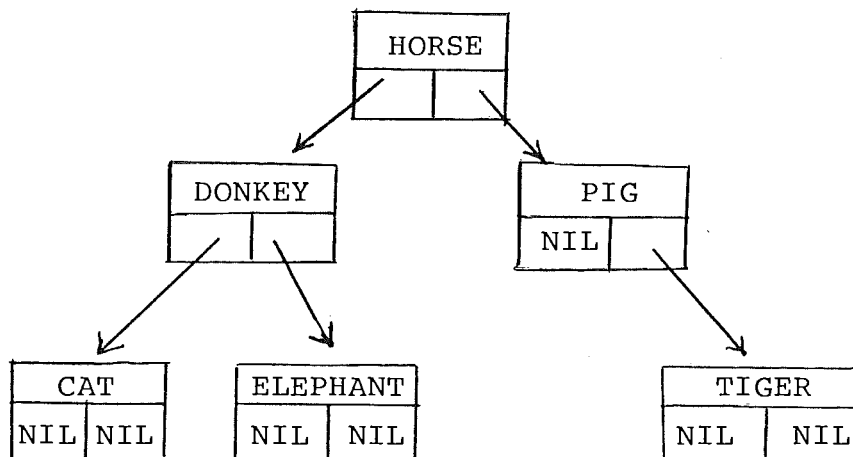 HORSE
DONKEY
PIG
NIL
CAT
ELEPHANT
TIGER
NIL NIL
NIL NIL
NIL NIL